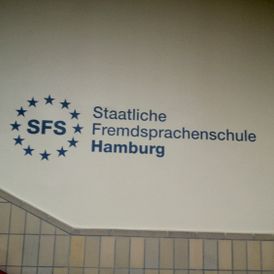 SFS
Staatliche
Fremdsprachenschule
Hamburg